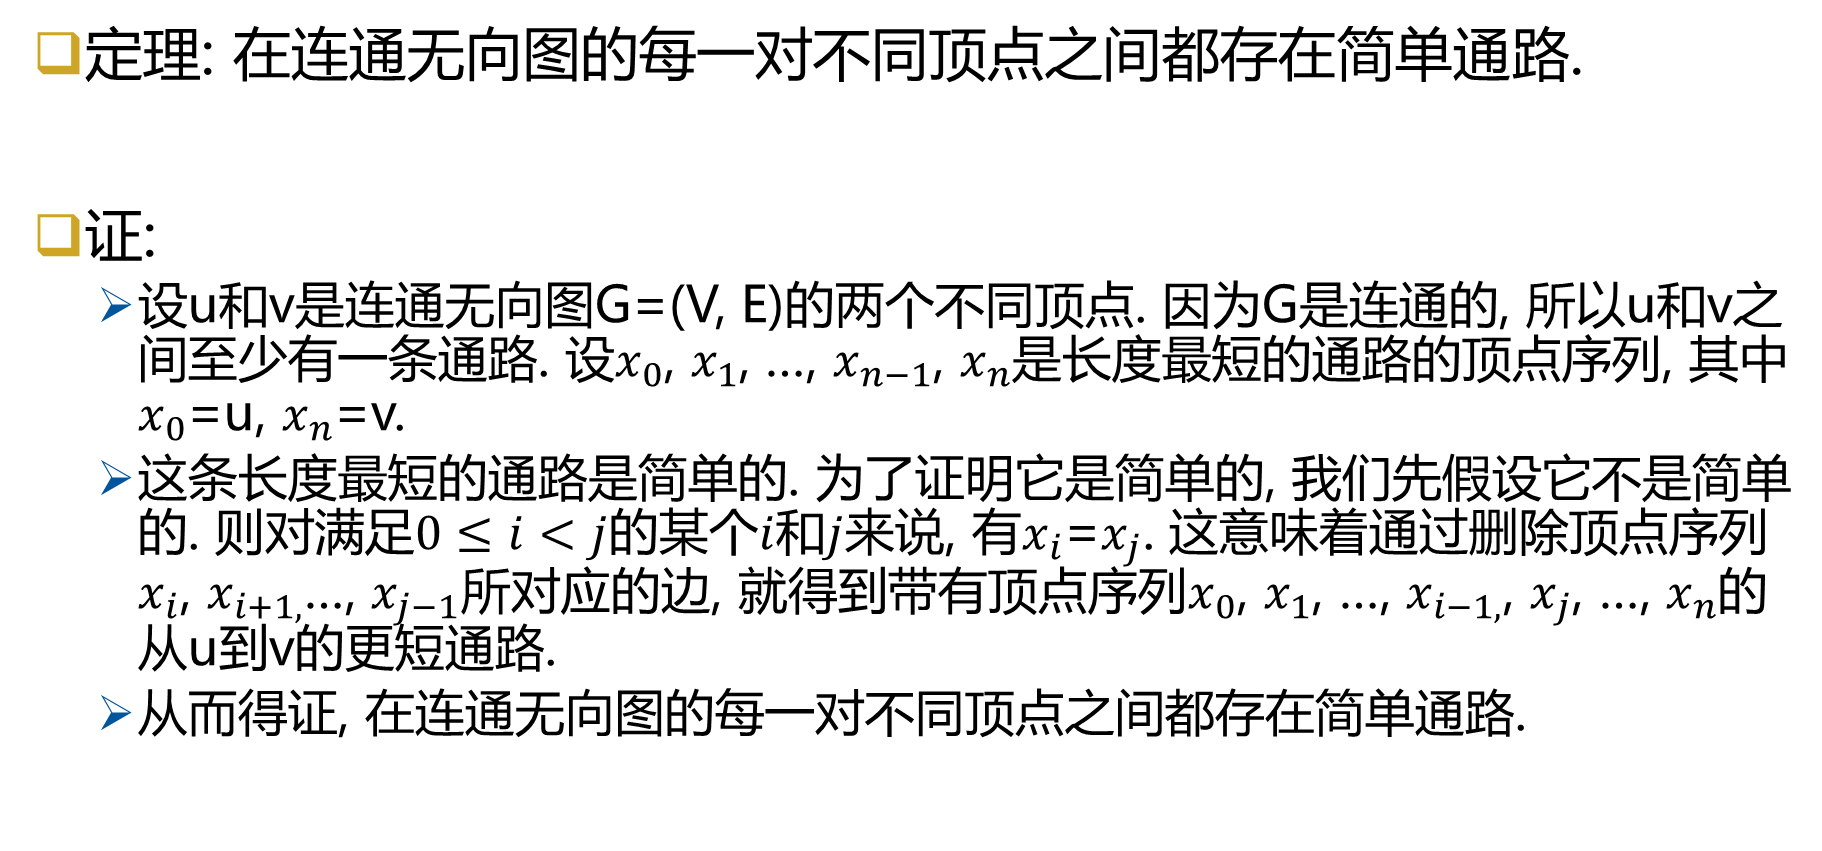 定理: 在连通无向图的每一对不同顶点之间都存在简单通路.
证:
设u和v是连通无向图G=(V, E)的两个不同顶点. 因为G是连通的, 所以u和v之
间至少有一条通路. 设x₀, x₁, …, xₙ₋₁, xₙ是长度最短的通路的顶点序列, 其中
x₀=u, xₙ=v.
这条长度最短的通路是简单的. 为了证明它是简单的, 我们先假设它不是简单
的. 则对满足0 ≤ i < j的某个i和j来说, 有xᵢ=xⱼ. 这意味着通过删除顶点序列
xᵢ, xᵢ₊₁,…, xⱼ₋₁所对应的边, 就得到带有顶点序列x₀, x₁, …, xᵢ₋₁,, xⱼ, …, xₙ的
从u到v的更短通路.
从而得证, 在连通无向图的每一对不同顶点之间都存在简单通路.